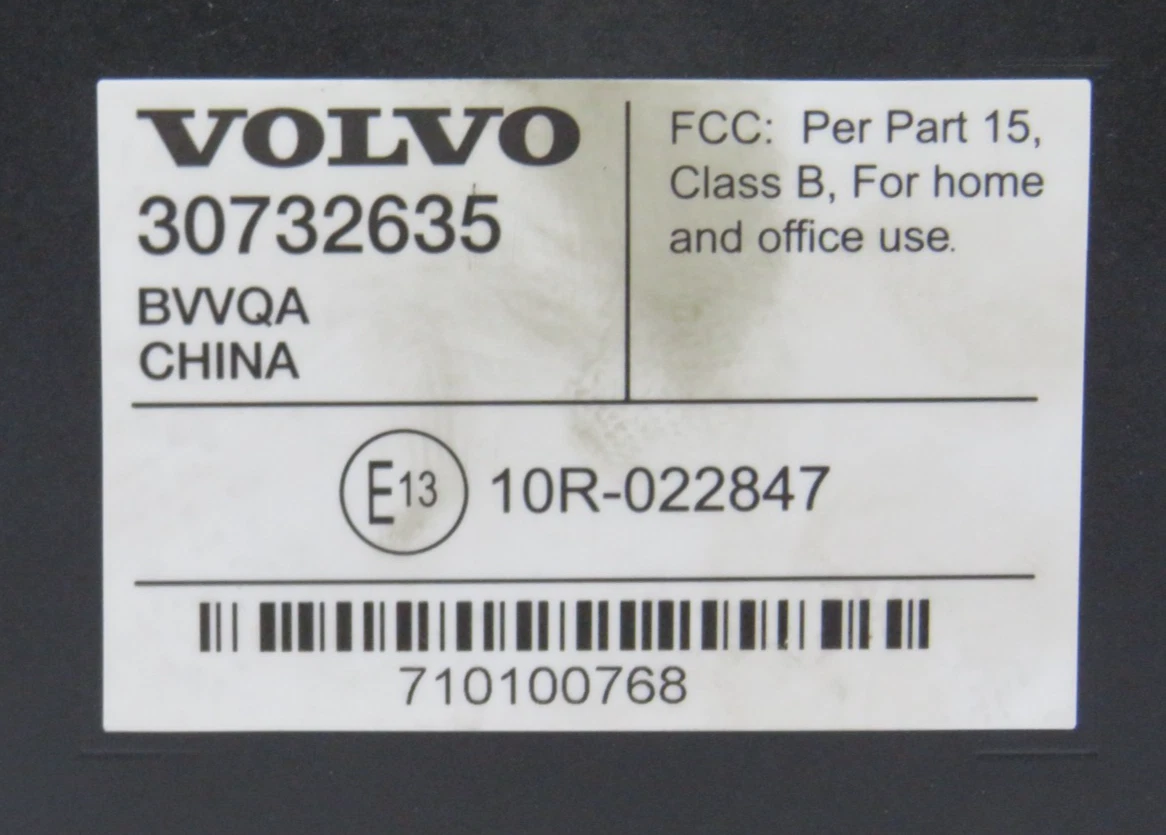 VOLVO
30732635
BVVQA
CHINA
FCC: Per Part 15,
Class B, For home
and office use.
E13 10R-022847
710100768